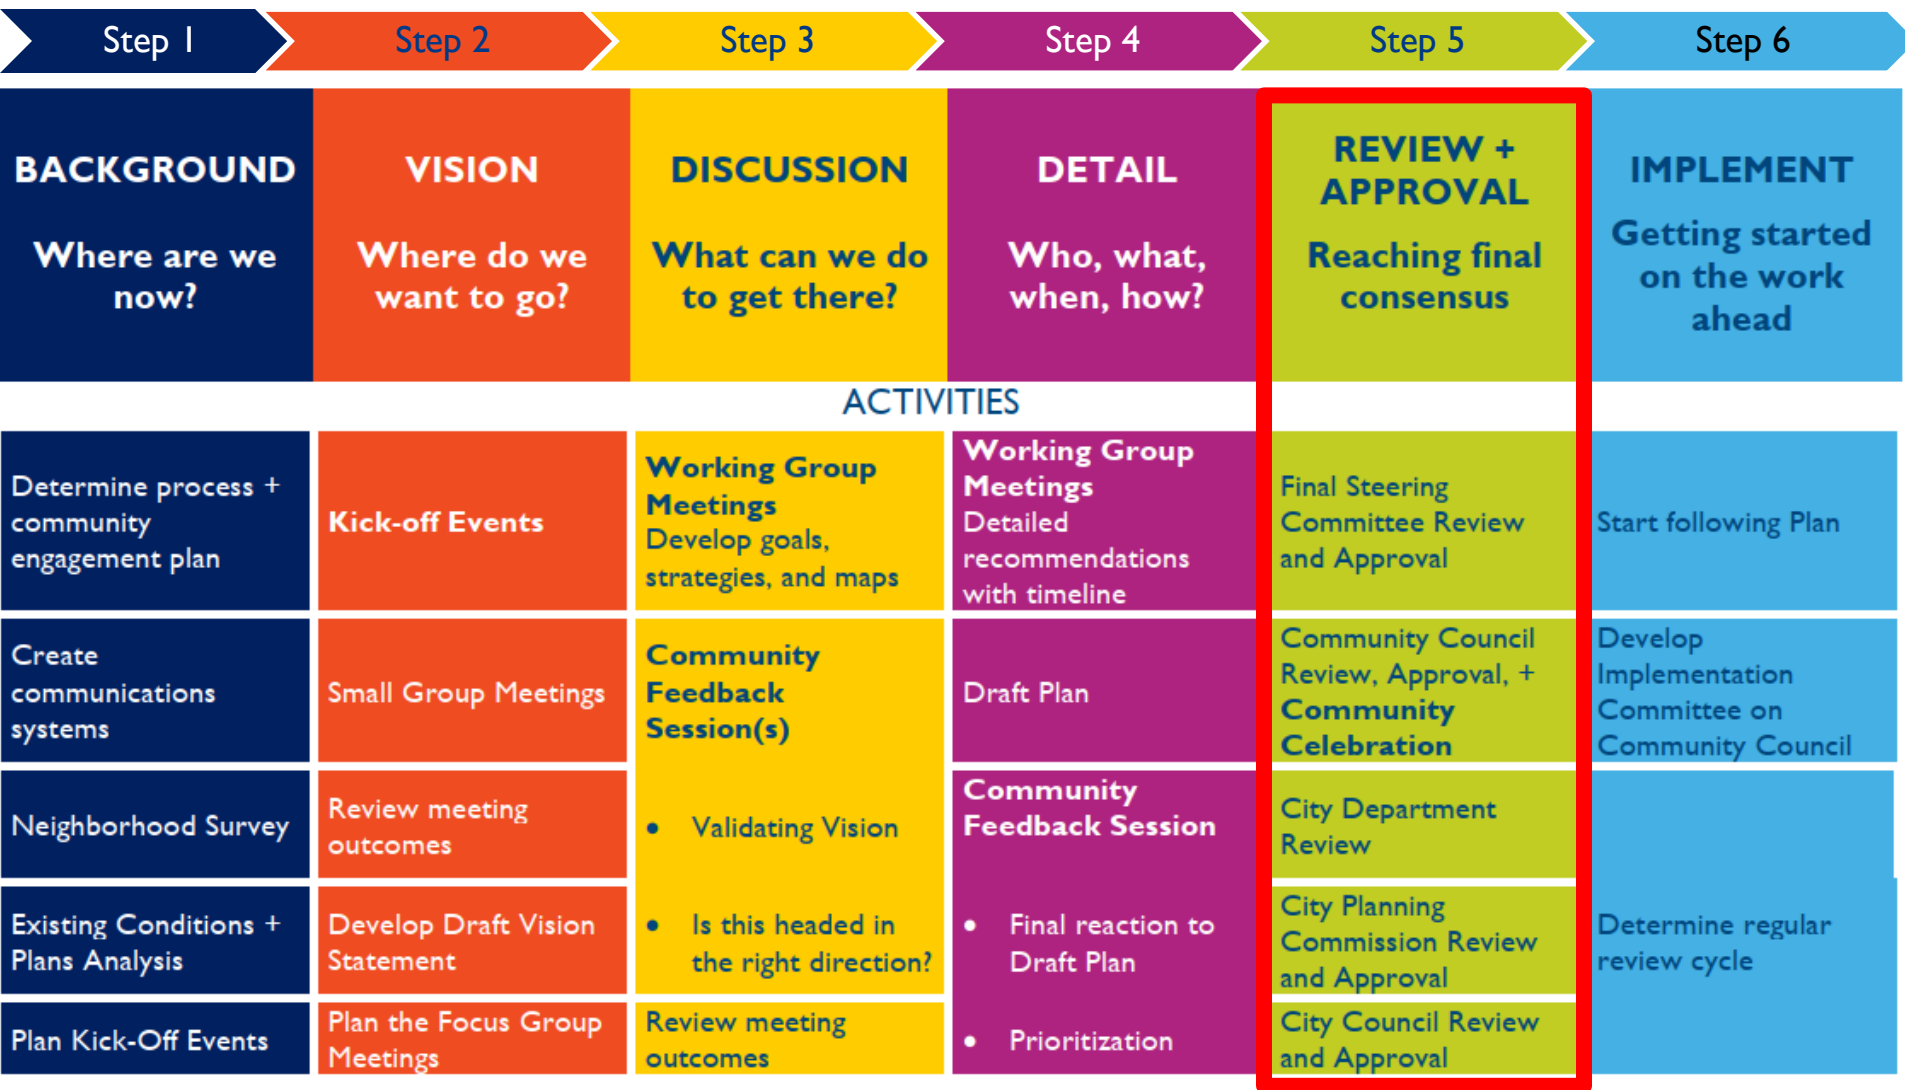 Step 1
Step 2
Step 3
Step 4
Step 5
Step 6
BACKGROUND
Where are we
now?
VISION
Where do we
want to go?
DISCUSSION
What can we do
to get there?
DETAIL
Who, what,
when, how?
REVIEW +
APPROVAL
Reaching final
consensus
IMPLEMENT
Getting started
on the work
ahead
ACTIVITIES
Determine process +
community
engagement plan
Kick-off Events
Working Group
Meetings
Develop goals,
strategies, and maps
Working Group
Meetings
Detailed
recommendations
with timeline
Final Steering
Committee Review
and Approval
Start following Plan
Create
communications
systems
Small Group Meetings
Community
Feedback
Session(s)
Draft Plan
Community Council
Review, Approval, +
Community
Celebration
Develop
Implementation
Committee on
Community Council
Neighborhood Survey
Review meeting
outcomes
• Validating Vision
Community
Feedback Session
City Department
Review
Existing Conditions +
Plans Analysis
Develop Draft Vision
Statement
• Is this headed in
the right direction?
• Final reaction to
Draft Plan
City Planning
Commission Review
and Approval
Determine regular
review cycle
Plan Kick-Off Events
Plan the Focus Group
Meetings
Review meeting
outcomes
• Prioritization
City Council Review
and Approval